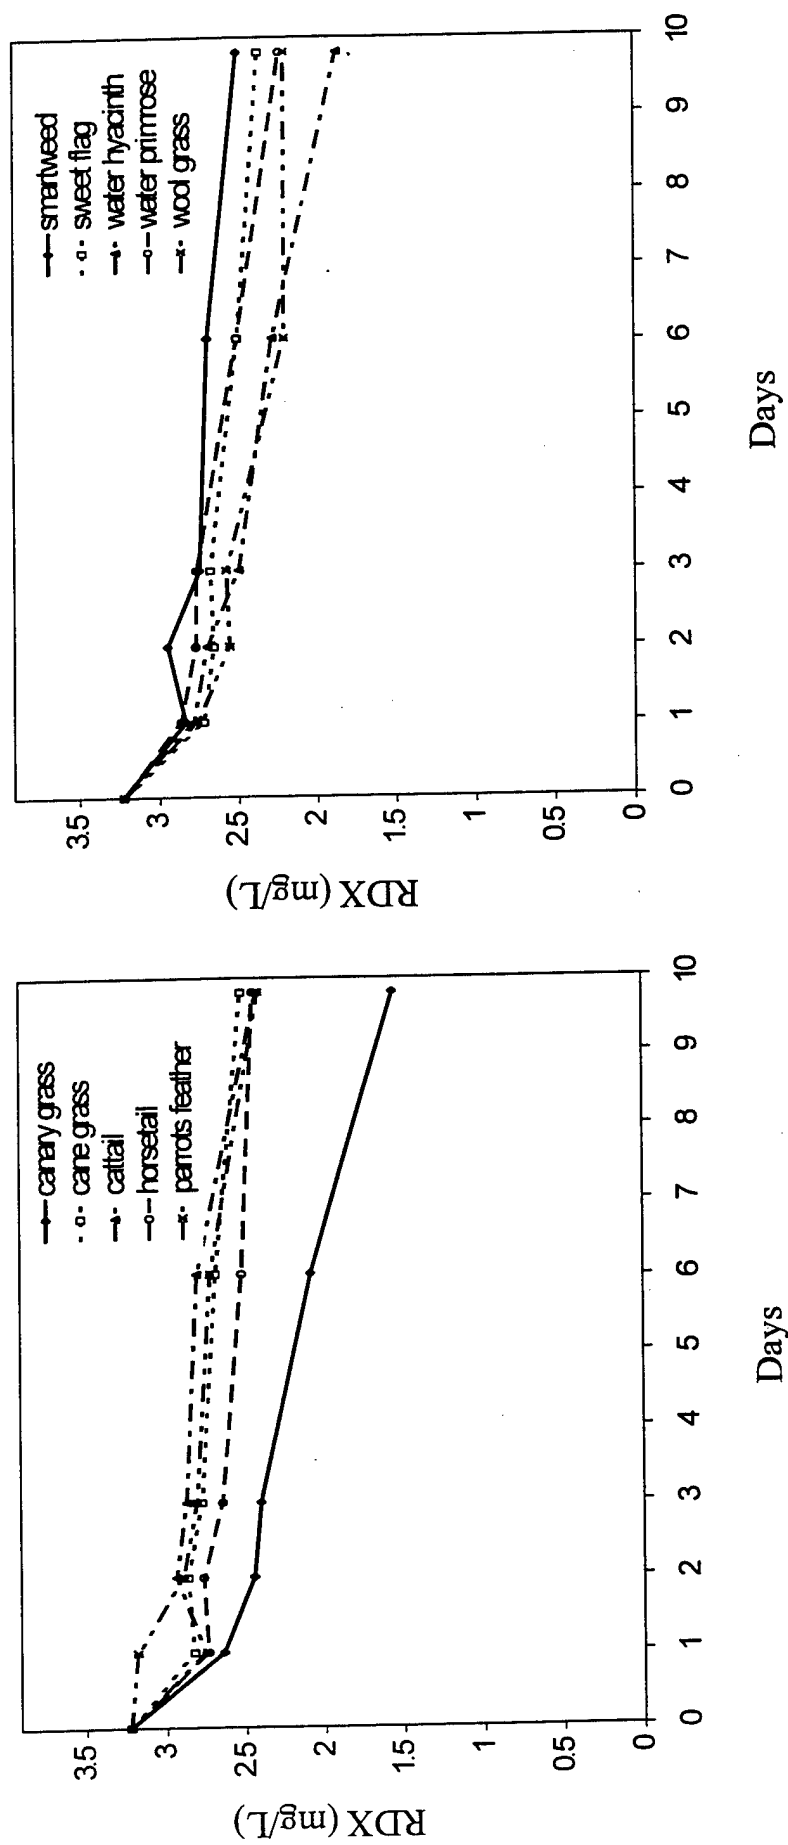 RDX (mg/L)
3.5
3
2.5
2
1.5
1
0.5
0
0 1 2 3 4 5 6 7 8 9 10
Days
canary grass
cane grass
cattail
horsetail
parrots feather
RDX (mg/L)
3.5
3
2.5
2
1.5
1
0.5
0
0 1 2 3 4 5 6 7 8 9 10
Days
smartweed
sweet flag
water hyacinth
water primrose
wool grass